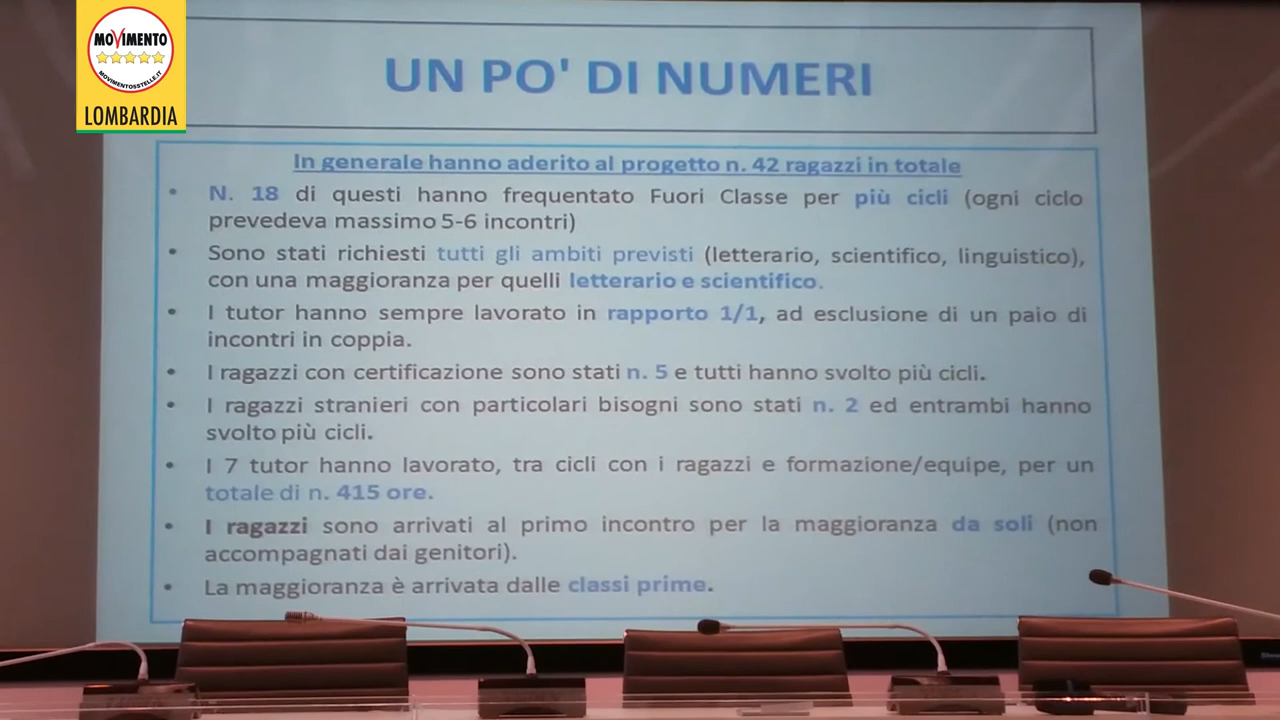 MOVIMENTO
MOVIMENTO5STELLE.IT
LOMBARDIA
UN PO' DI NUMERI
In generale hanno aderito al progetto n. 42 ragazzi in totale
• N. 18 di questi hanno frequentato Fuori Classe per più cicli (ogni ciclo
prevedeva massimo 5-6 incontri)
• Sono stati richiesti tutti gli ambiti previsti (letterario, scientifico, linguistico),
con una maggioranza per quelli letterario e scientifico.
• I tutor hanno sempre lavorato in rapporto 1/1, ad esclusione di un paio di
incontri in coppia.
• I ragazzi con certificazione sono stati n. 5 e tutti hanno svolto più cicli.
• I ragazzi stranieri con particolari bisogni sono stati n. 2 ed entrambi hanno
svolto più cicli.
• I 7 tutor hanno lavorato, tra cicli con i ragazzi e formazione/equipe, per un
totale di n. 415 ore.
• I ragazzi sono arrivati al primo incontro per la maggioranza da soli (non
accompagnati dai genitori).
• La maggioranza è arrivata dalle classi prime.